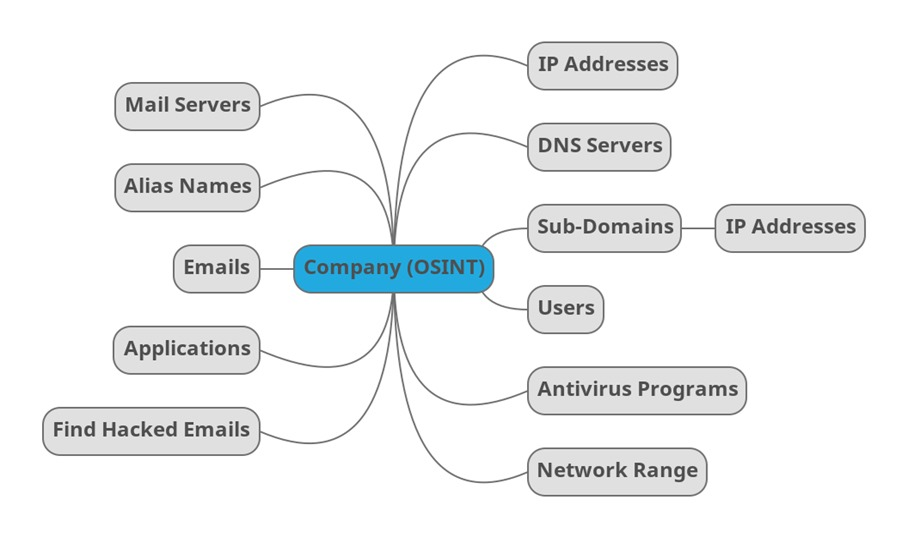 Mail Servers
Alias Names
Emails
Applications
Find Hacked Emails
Company (OSINT)
IP Addresses
DNS Servers
Sub-Domains
IP Addresses
Users
Antivirus Programs
Network Range